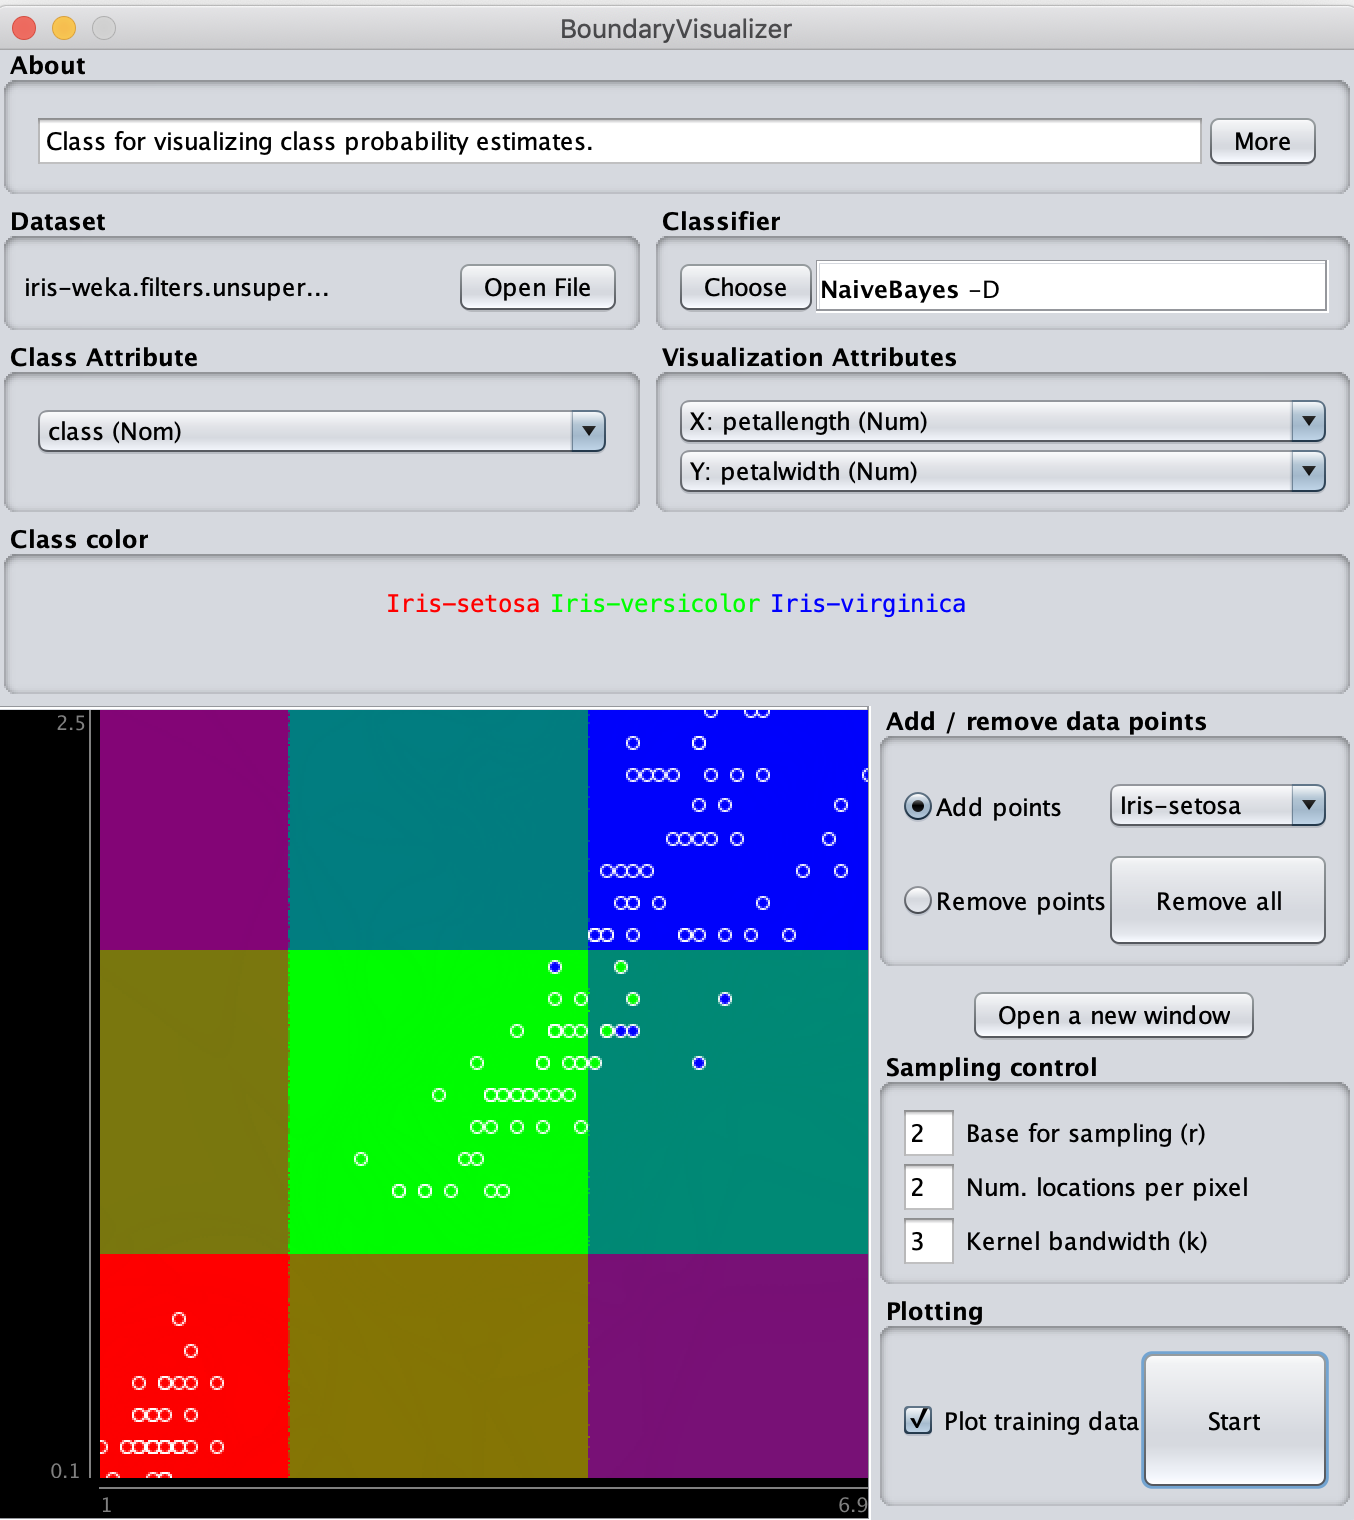 BoundaryVisualizer
About
Class for visualizing class probability estimates.
More
Dataset
iris-weka.filters.unsuper...
Open File
Classifier
Choose
NaiveBayes -D
Class Attribute
class (Nom)
Visualization Attributes
X: petallength (Num)
Y: petalwidth (Num)
Class color
Iris-setosa Iris-versicolor Iris-virginica
2.5
0.1
1
6.9
Add / remove data points
Add points
Iris-setosa
Remove points
Remove all
Open a new window
Sampling control
2 Base for sampling (r)
2 Num. locations per pixel
3 Kernel bandwidth (k)
Plotting
Plot training data
Start